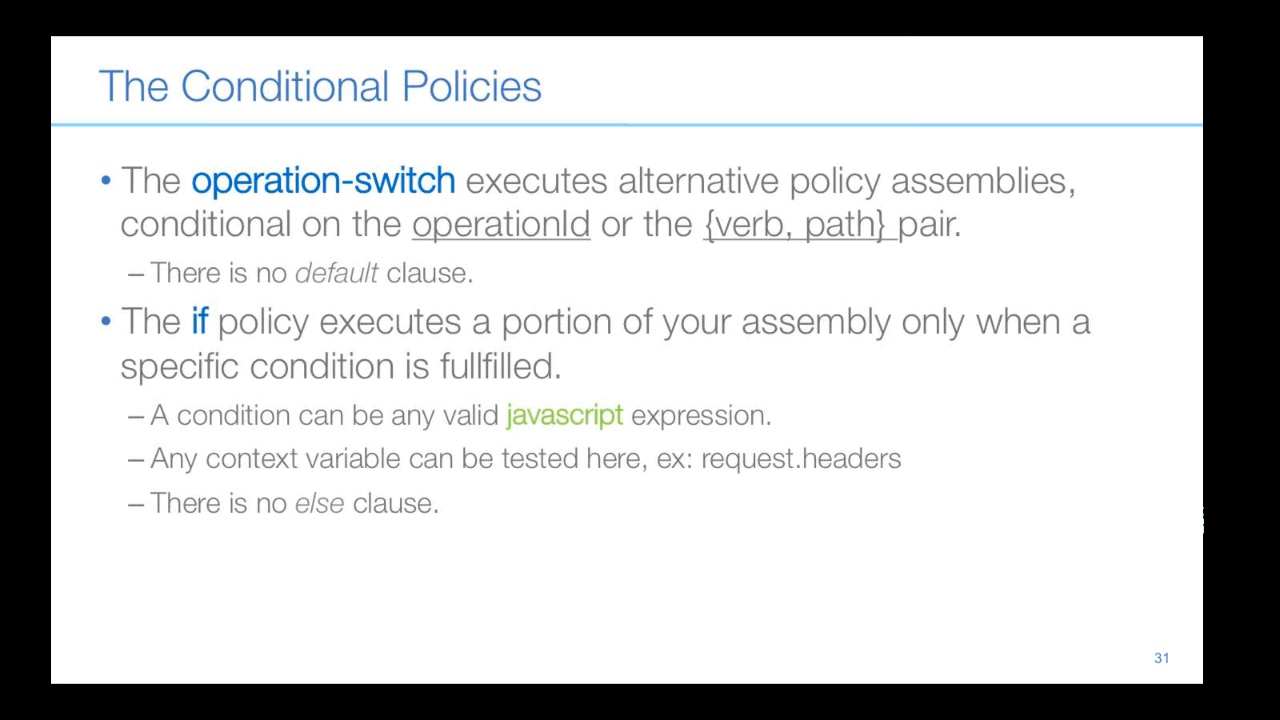 The Conditional Policies
• The operation-switch executes alternative policy assemblies,
conditional on the operationId or the {verb, path} pair.
– There is no default clause.
• The if policy executes a portion of your assembly only when a
specific condition is fullfilled.
– A condition can be any valid javascript expression.
– Any context variable can be tested here, ex: request.headers
– There is no else clause.
31